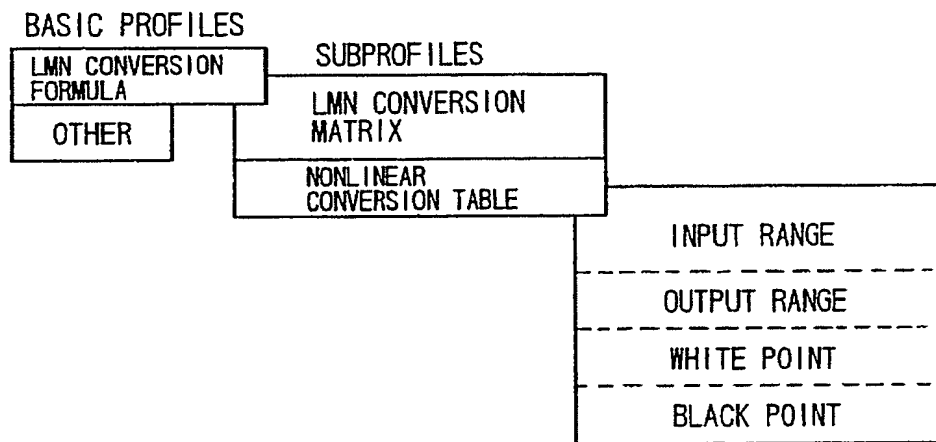 BASIC PROFILES
LMN CONVERSION
FORMULA
OTHER
SUBPROFILES
LMN CONVERSION
MATRIX
NONLINEAR
CONVERSION TABLE
INPUT RANGE
OUTPUT RANGE
WHITE POINT
BLACK POINT